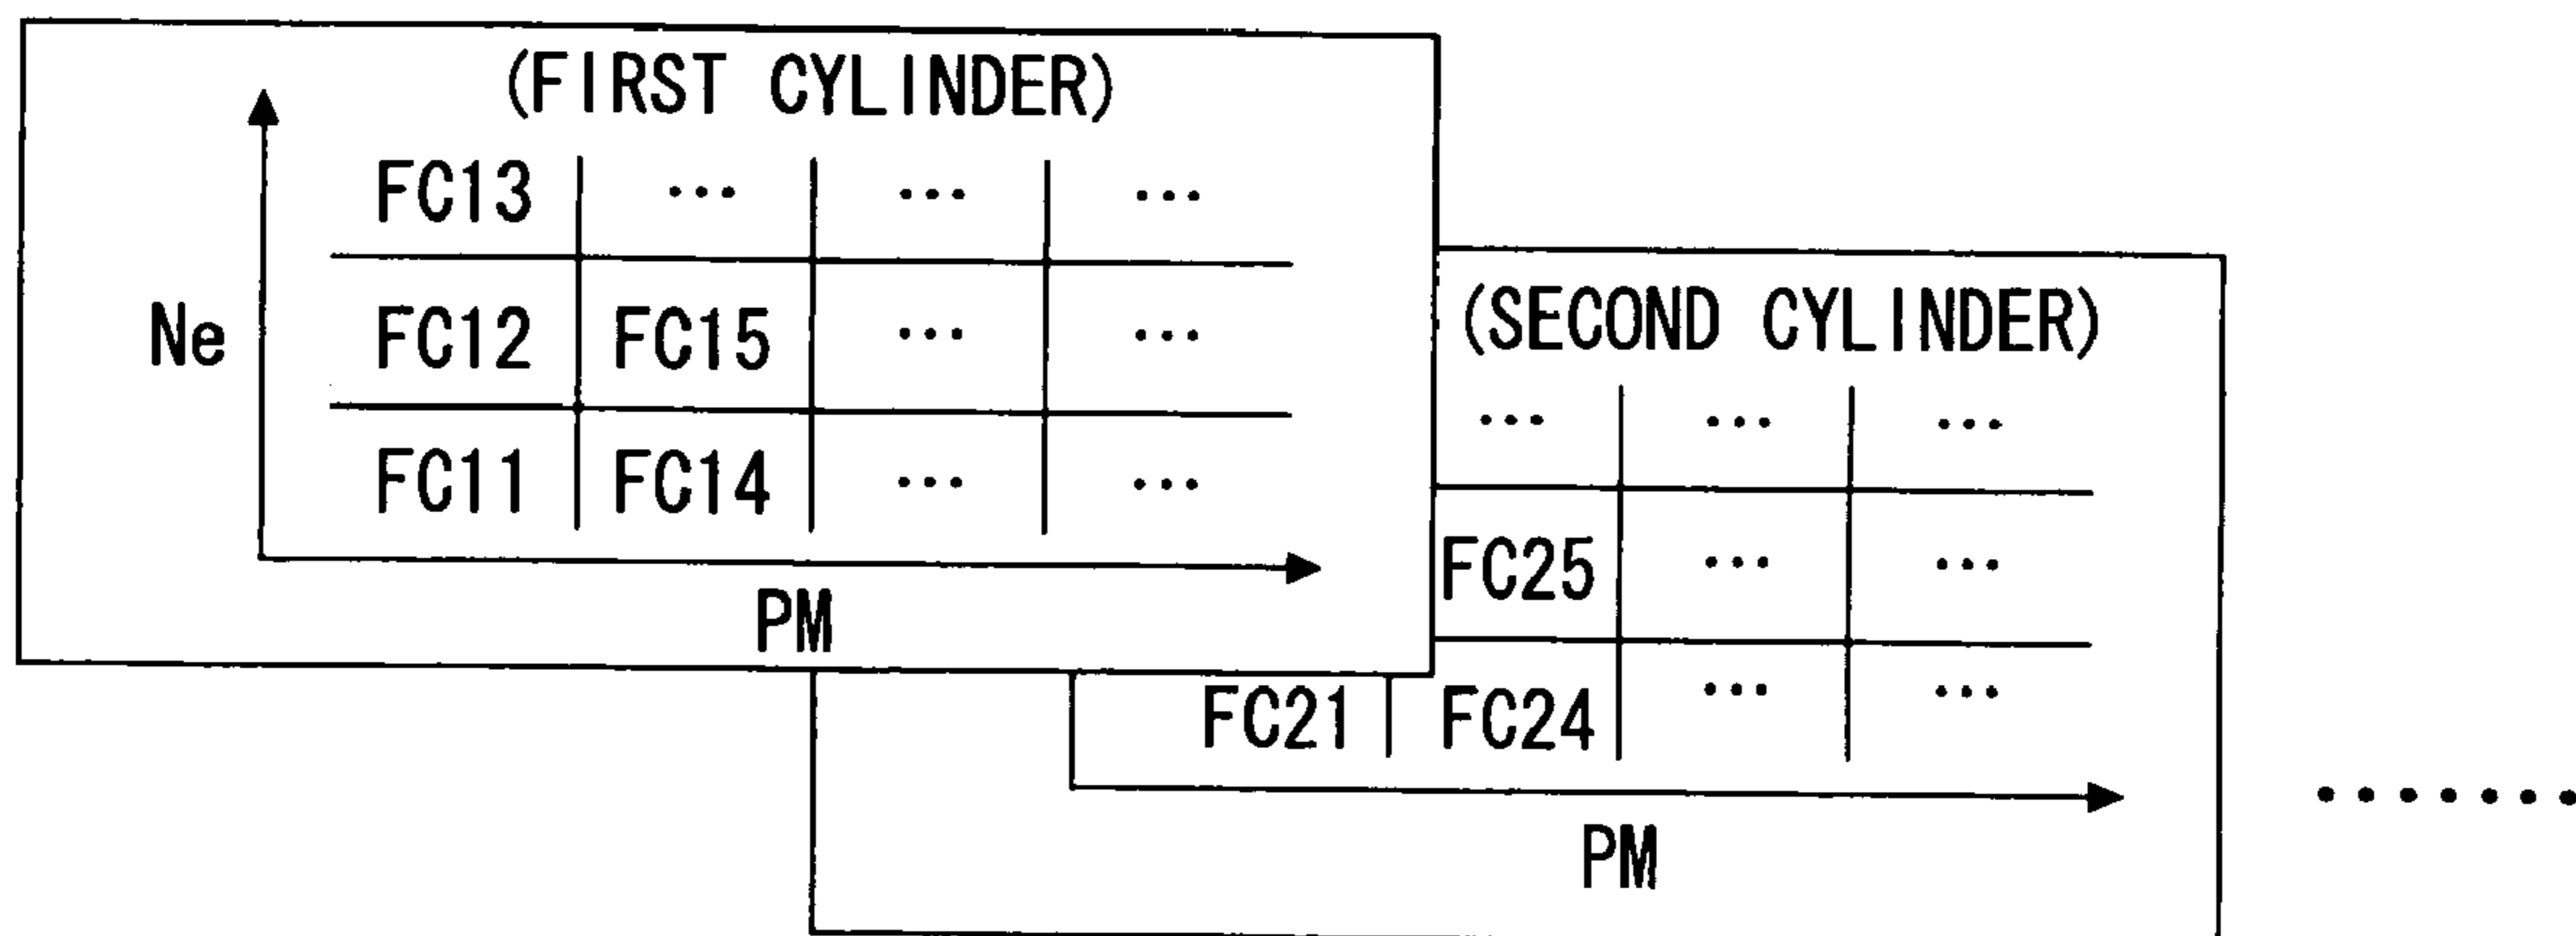 (FIRST CYLINDER)
FC13 ... ... ...
Ne FC12 FC15 ... ...
FC11 FC14 ... ...
PM
(SECOND CYLINDER)
... ... ...
FC25 ... ...
FC21 FC24 ... ...
PM
.......